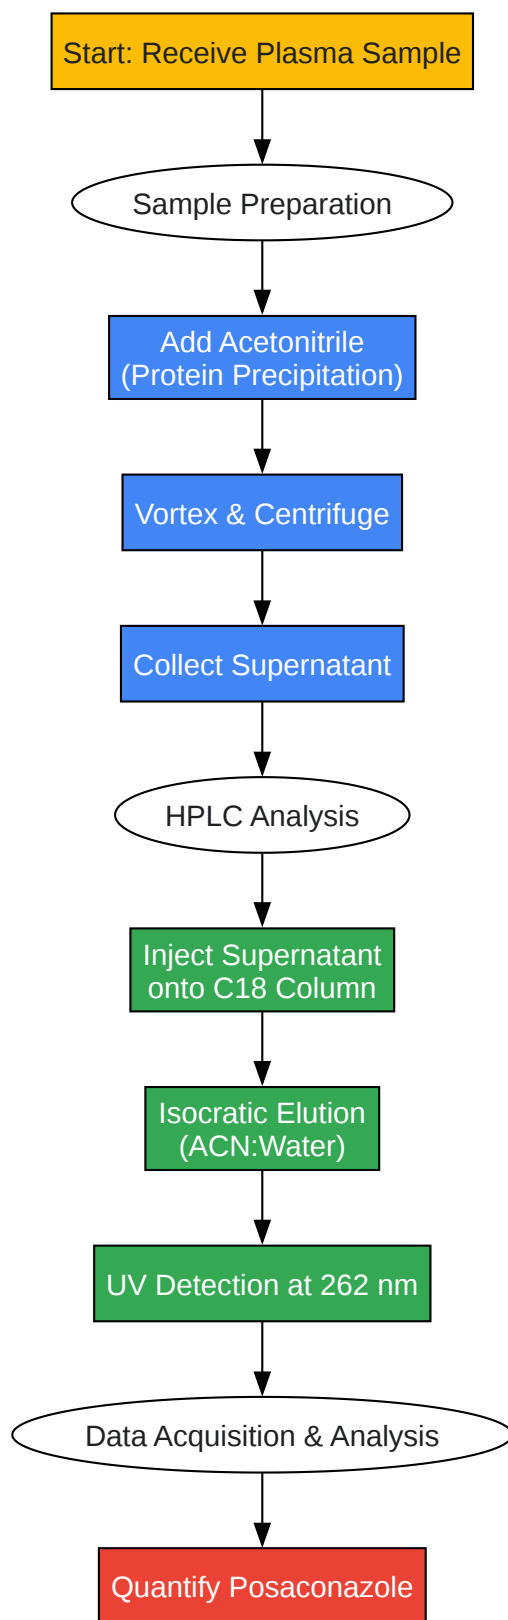 Start: Receive Plasma Sample
Sample Preparation
Add Acetonitrile
(Protein Precipitation)
Vortex & Centrifuge
Collect Supernatant
HPLC Analysis
Inject Supernatant
onto C18 Column
Isocratic Elution
(ACN:Water)
UV Detection at 262 nm
Data Acquisition & Analysis
Quantify Posaconazole